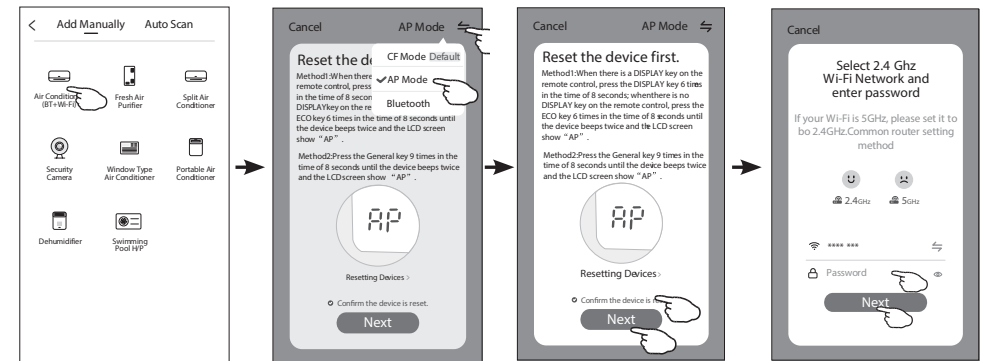 Add Manually Auto Scan
Air Condition
(BT+Wi-Fi)
Fresh Air
Purifier
Split Air
Conditioner
Security
Camera
Window Type
Air Conditioner
Portable Air
Conditioner
Dehumidifier
Swimming
Pool H/P
Cancel AP Mode
Reset the de
CF Mode Default
AP Mode
Bluetooth
Method1:When there
remote control, press
in the time of 8 second
DISPLAYkey on the re
ECO key 6 times in the time of 8 seconds until
the device beeps twice and the LCD screen
show “AP”.
Method2:Press the General key 9 times in the
time of 8 seconds until the device beeps twice
and the LCD screen show “AP”.
AP
Resetting Devices >
Confirm the device is reset.
Next
Cancel AP Mode
Reset the device first.
Method1:When there is a DISPLAY key on the
remote control, press the DISPLAY key 6 times
in the time of 8 seconds; whenthere is no
DISPLAY key on the remote control, press the
ECO key 6 times in the time of 8 seconds until
the device beeps twice and the LCD screen
show “AP”.
Method2:Press the General key 9 times in the
time of 8 seconds until the device beeps twice
and the LCD screen show “AP”.
AP
Resetting Devices >
Confirm the device is re
Next
Cancel
Select 2.4 Ghz
Wi-Fi Network and
enter password
If your Wi-Fi is 5GHz, please set it to
bo 2.4GHz.Common router setting
method
2.4GHz 5GHz
**** ***
Password
Next